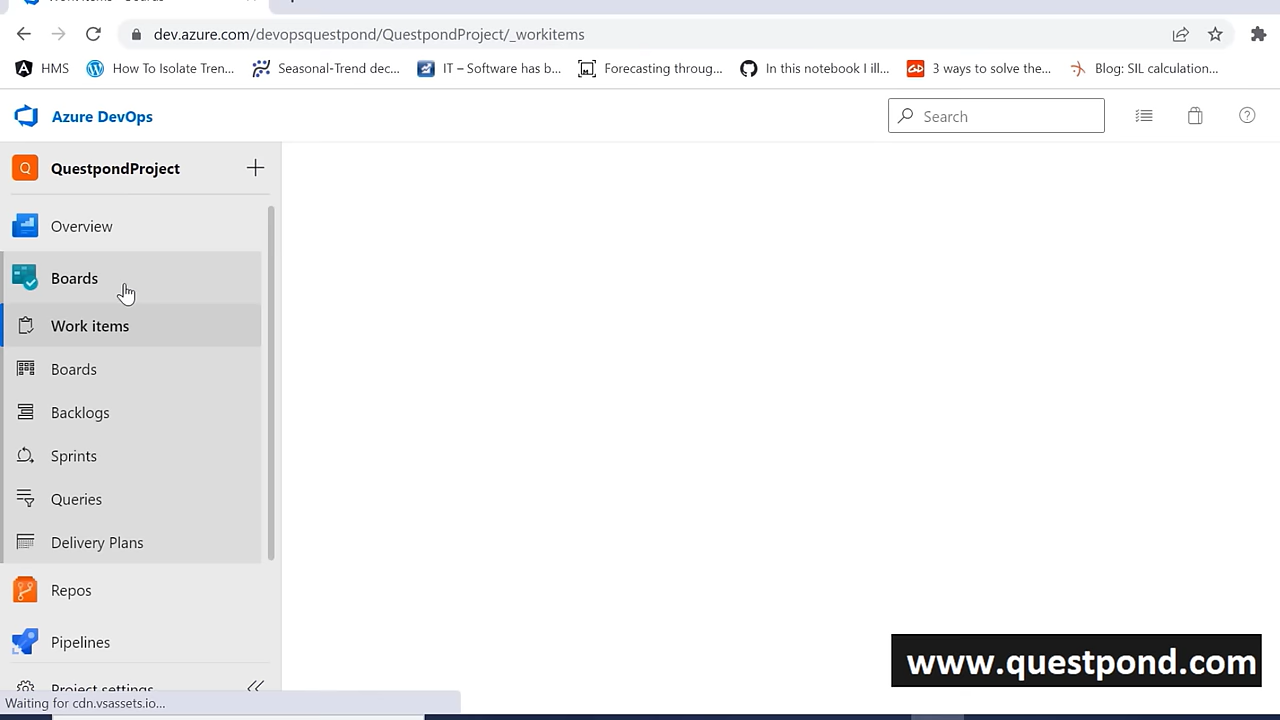 dev.azure.com/devopsquestpond/QuestpondProject/_workitems
HMS How To Isolate Tren... Seasonal-Trend dec... IT – Software has b... Forecasting throug... In this notebook I ill... 3 ways to solve the... Blog: SIL calculation...
Azure DevOps Search
Q QuestpondProject
Overview
Boards
Work items
Boards
Backlogs
Sprints
Queries
Delivery Plans
Repos
Pipelines
www.questpond.com
Project settings
Waiting for cdn.vsassets.io...